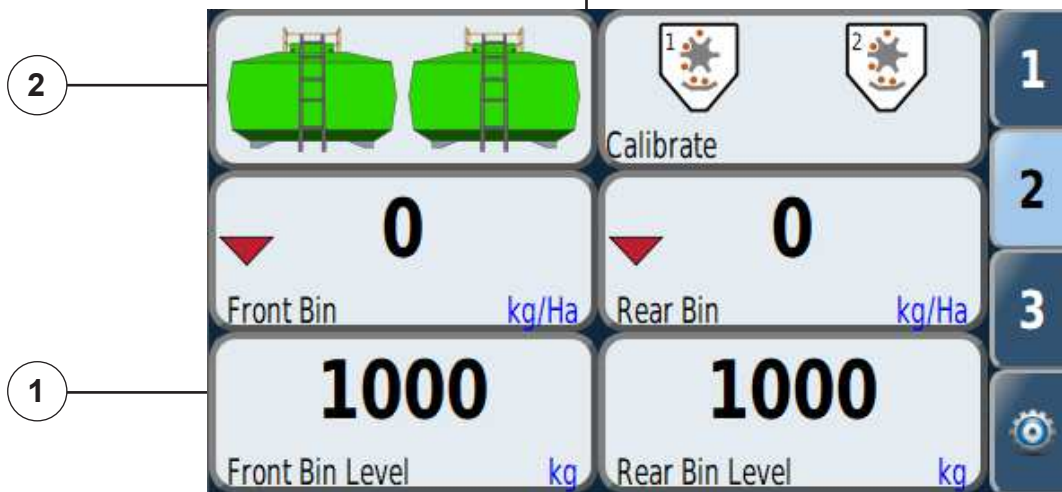 2
1
2
1
Calibrate
2
0
0
Front Bin kg/Ha
Rear Bin kg/Ha
3
1
1000
1000
Front Bin Level kg
Rear Bin Level kg